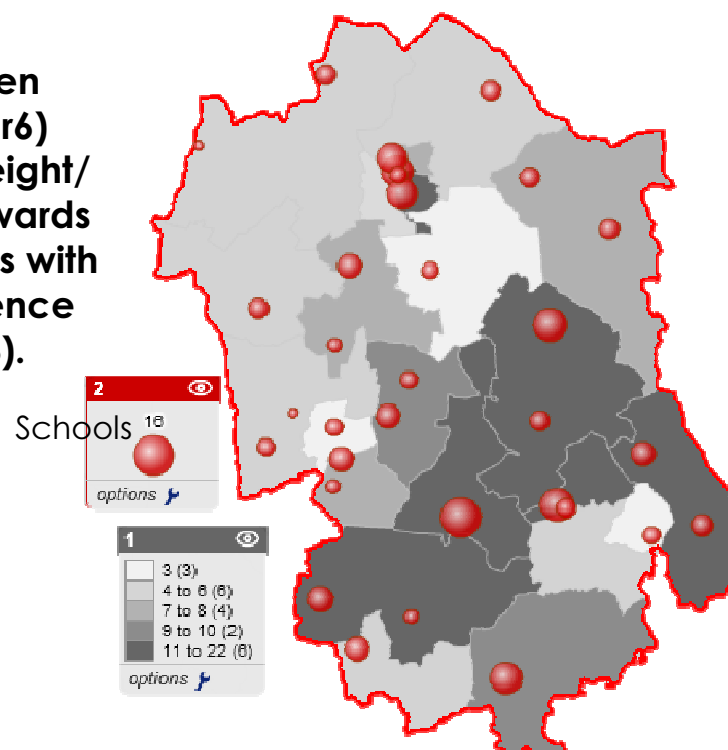 en
r6)
eight/
wards
s with
ence
).
2
16
Schools
options
1
3 (3)
4 to 6 (6)
7 to 8 (4)
9 to 10 (2)
11 to 22 (6)
options